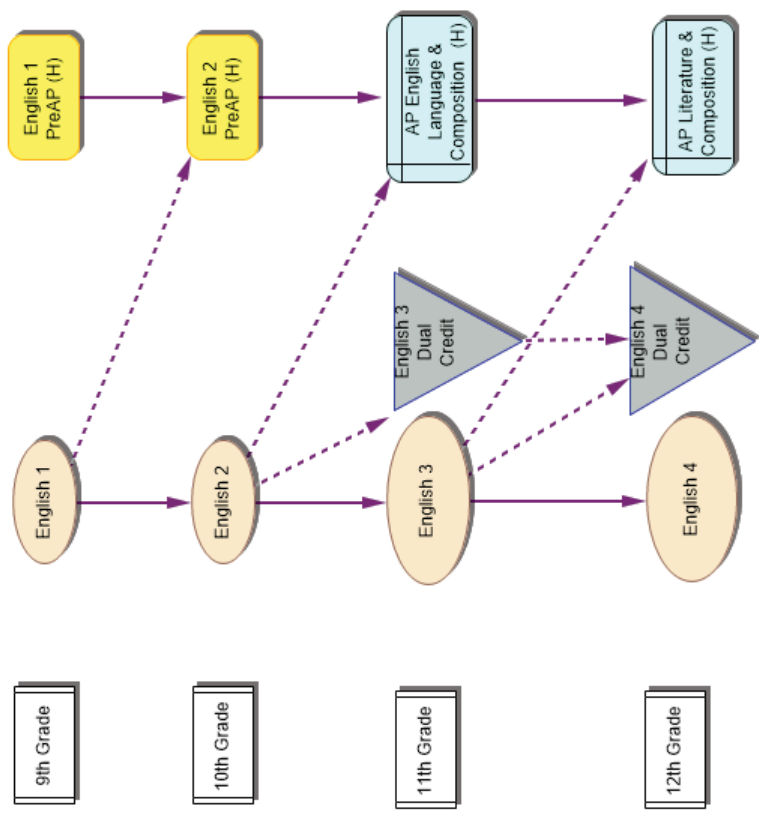 9th Grade
English 1
English 1
PreAP (H)
10th Grade
English 2
English 2
PreAP (H)
11th Grade
English 3
English 3
Dual
Credit
AP English
Language &
Composition (H)
12th Grade
English 4
English 4
Dual
Credit
AP Literature &
Composition (H)